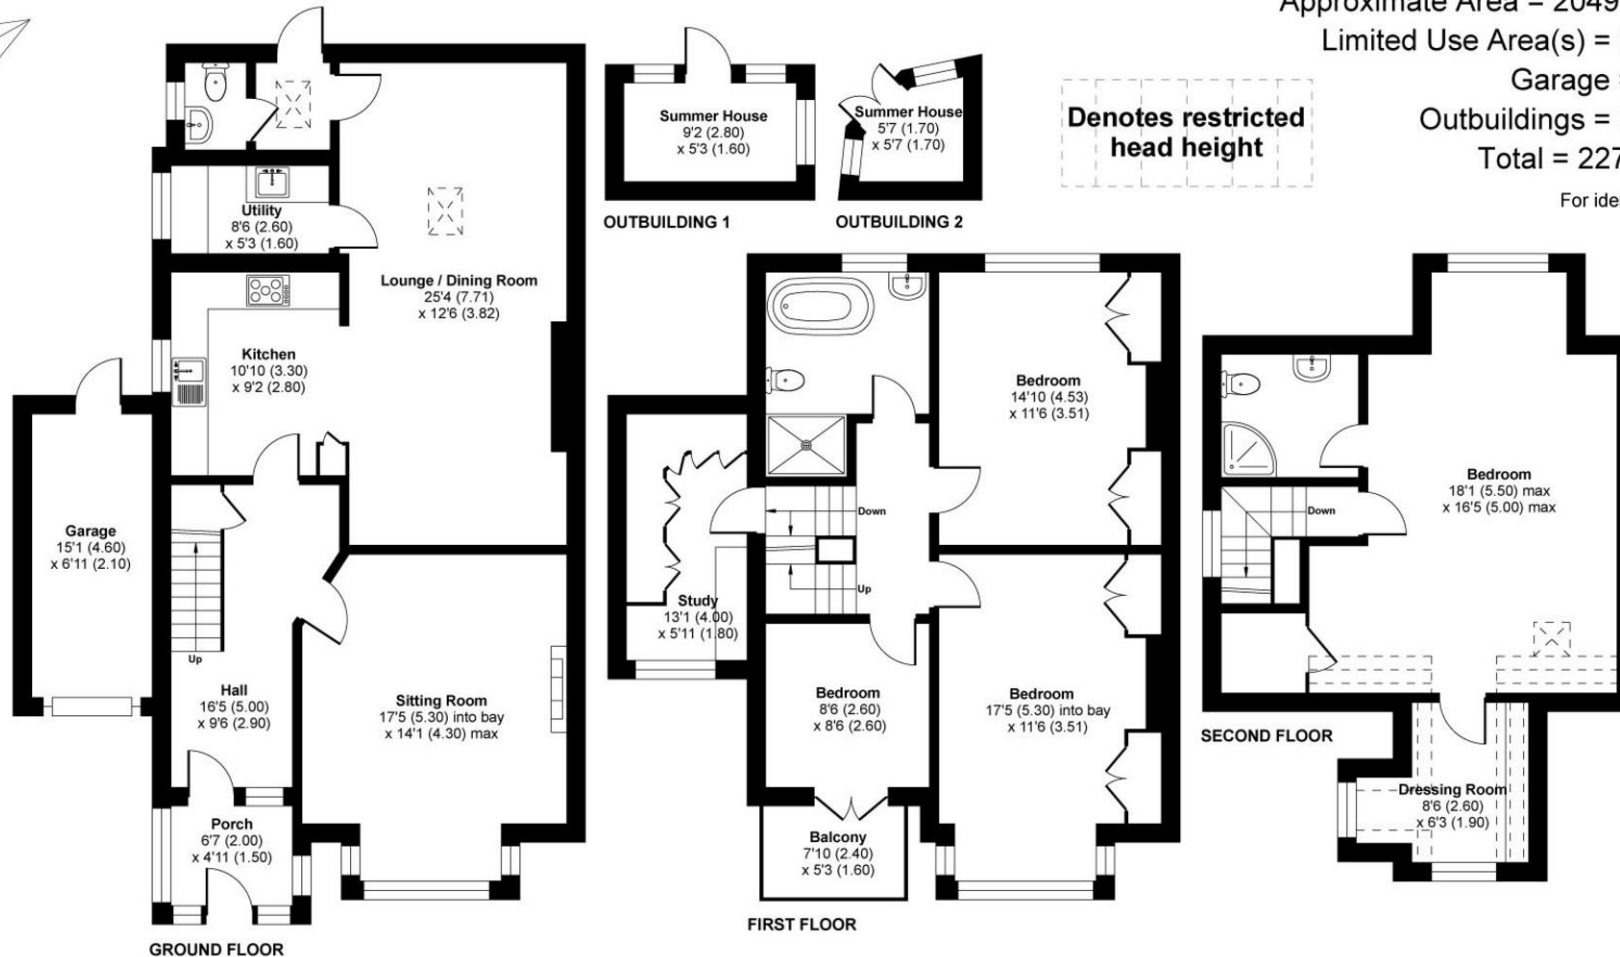 Approximate Area = 2049
Limited Use Area(s) =
Garage
Outbuildings =
Total = 227
For iden
Denotes restricted
head height
Summer House
9'2 (2.80)
x 5'3 (1.60)
OUTBUILDING 1
Summer House
5'7 (1.70)
x 5'7 (1.70)
OUTBUILDING 2
Utility
8'6 (2.60)
x 5'3 (1.60)
Lounge / Dining Room
25'4 (7.71)
x 12'6 (3.82)
Kitchen
10'10 (3.30)
x 9'2 (2.80)
Garage
15'1 (4.60)
x 6'11 (2.10)
Up
Hall
16'5 (5.00)
x 9'6 (2.90)
Sitting Room
17'5 (5.30) into bay
x 14'1 (4.30) max
Porch
6'7 (2.00)
x 4'11 (1.50)
GROUND FLOOR
Bedroom
14'10 (4.53)
x 11'6 (3.51)
Down
Up
Study
13'1 (4.00)
x 5'11 (1.80)
Bedroom
8'6 (2.60)
x 8'6 (2.60)
Bedroom
17'5 (5.30) into bay
x 11'6 (3.51)
Balcony
7'10 (2.40)
x 5'3 (1.60)
FIRST FLOOR
Bedroom
18'1 (5.50) max
x 16'5 (5.00) max
Down
SECOND FLOOR
Dressing Room
8'6 (2.60)
x 6'3 (1.90)